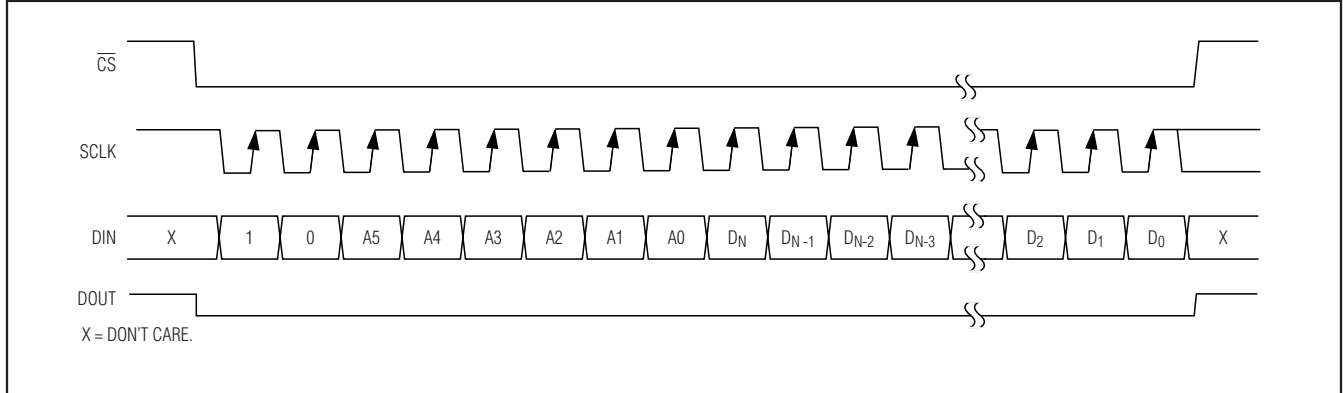 C̅S̅
SCLK
DIN X 1 0 A5 A4 A3 A2 A1 A0 DN DN-1 DN-2 DN-3 D2 D1 D0 X
DOUT
X = DON'T CARE.